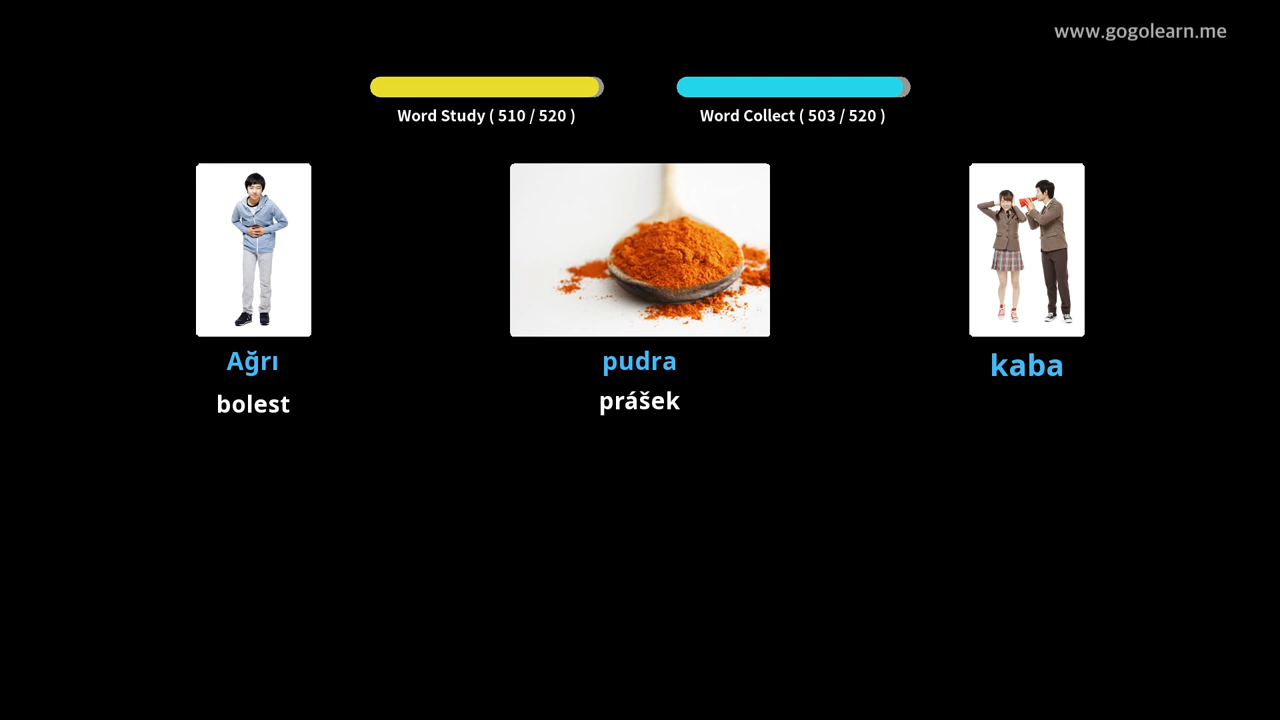 www.gogolearn.me
Word Study ( 510 / 520 )
Word Collect ( 503 / 520 )
Ağrı
bolest
pudra
prášek
kaba